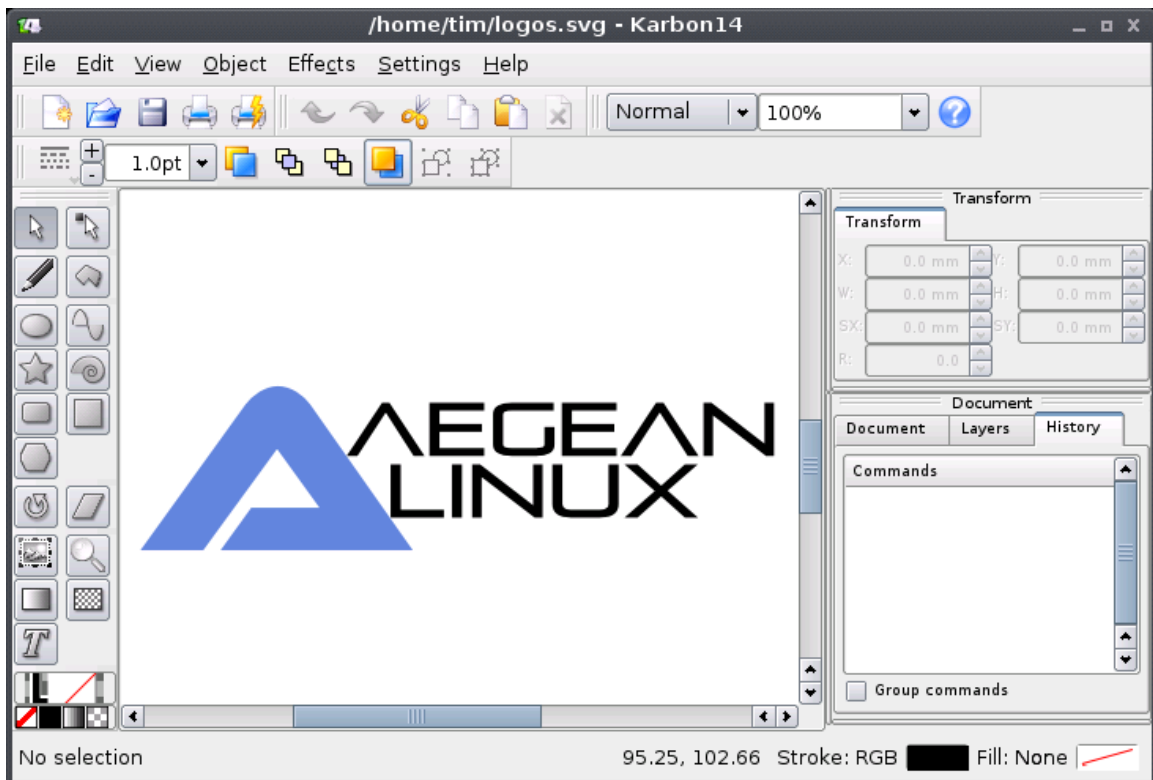 /home/tim/logos.svg - Karbon14
File Edit View Object Effects Settings Help
Normal 100%
1.0pt
Transform
Transform
X: 0.0 mm Y: 0.0 mm
W: 0.0 mm H: 0.0 mm
SX: 0.0 mm SY: 0.0 mm
R: 0.0
AEGEAN
LINUX
Document
Document Layers History
Commands
Group commands
No selection 95.25, 102.66 Stroke: RGB Fill: None